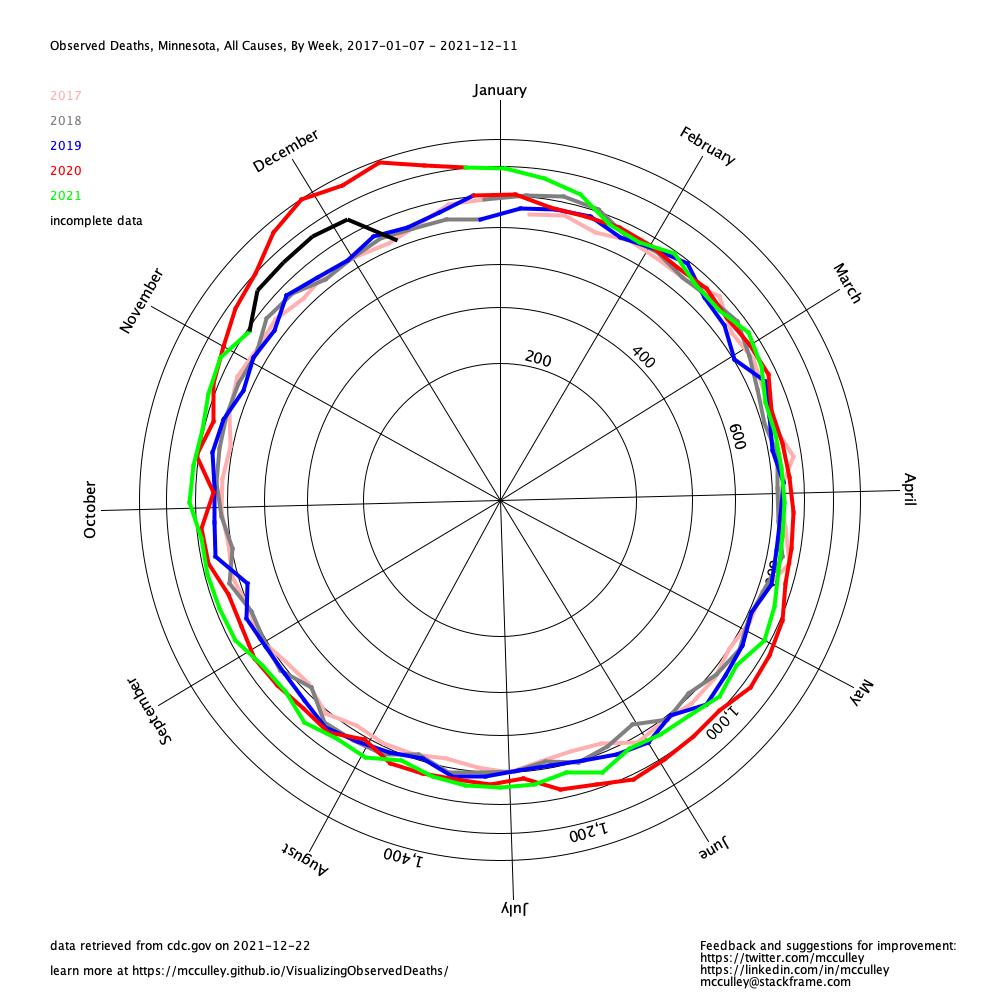 Observed Deaths, Minnesota, All Causes, By Week, 2017-01-07 - 2021-12-11
2017
2018
2019
2020
2021
incomplete data
January
February
March
April
May
June
July
August
September
October
November
December
200
400
600
1,000
1,200
1,400
data retrieved from cdc.gov on 2021-12-22
learn more at https://mcculley.github.io/VisualizingObservedDeaths/
Feedback and suggestions for improvement:
https://twitter.com/mcculley
https://linkedin.com/in/mcculley
mcculley@stackframe.com